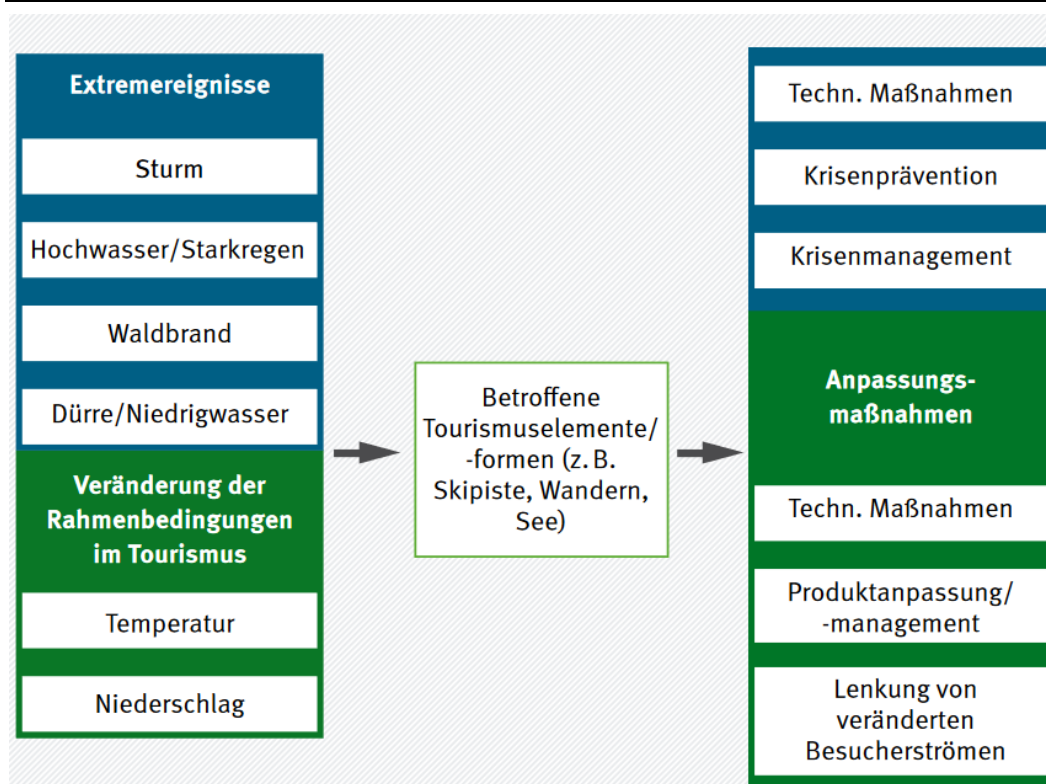 Extremereignisse
Sturm
Hochwasser/Starkregen
Waldbrand
Dürre/Niedrigwasser
Veränderung der
Rahmenbedingungen
im Tourismus
Temperatur
Niederschlag
Betroffene
Tourismuselemente/
-formen (z. B.
Skipiste, Wandern,
See)
Techn. Maßnahmen
Krisenprävention
Krisenmanagement
Anpassungs-
maßnahmen
Techn. Maßnahmen
Produktanpassung/
-management
Lenkung von
veränderten
Besucherströmen